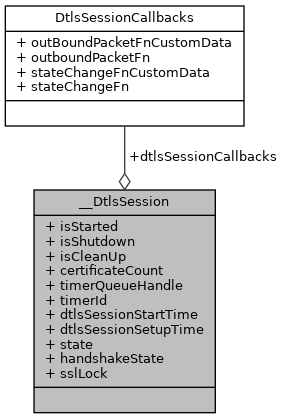 DtlsSessionCallbacks
+ outBoundPacketFnCustomData
+ outboundPacketFn
+ stateChangeFnCustomData
+ stateChangeFn
+dtlsSessionCallbacks
__DtlsSession
+ isStarted
+ isShutdown
+ isCleanUp
+ certificateCount
+ timerQueueHandle
+ timerId
+ dtlsSessionStartTime
+ dtlsSessionSetupTime
+ state
+ handshakeState
+ sslLock